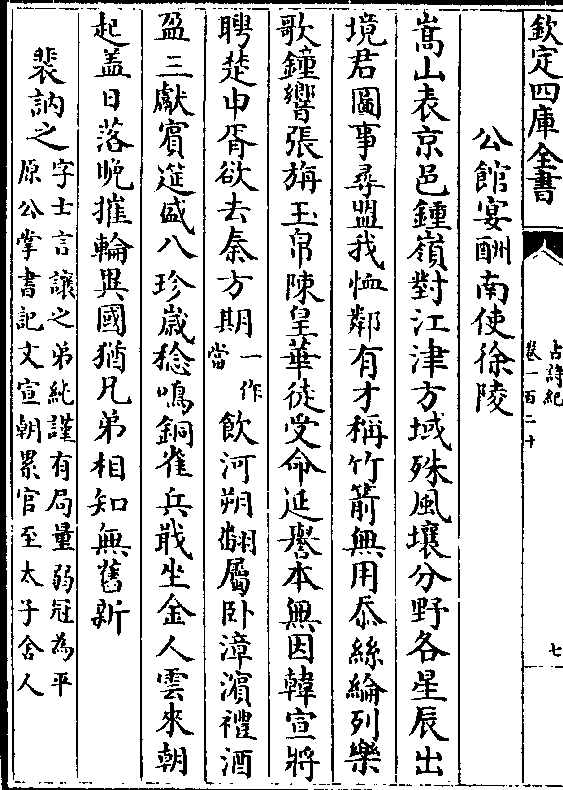 欽定四庫全書
古詩紀
卷一百二十
七
公館宴酬南使徐陵
嵩山表京邑鍾嶺對江津方域殊風壤分野各星辰出
境君圖事尋盟我恤鄰有才稱竹箭無用忝絲綸列樂
歌鐘響張旃玉帛陳皇華徒受命延譽本無因韓宣將
聘楚申胥欲去秦方期一作當飲河朔翻屬卧漳濱禮酒
盈三獻賓筵盛八珍歲稔鳴銅雀兵戢坐金人雲來朝
起盖日落晩摧輪異國猶兄弟相知無舊新
裴訥之字士言讓之弟純謹有局量弱冠為平
原公掌書記文宣朝累官至太子舍人